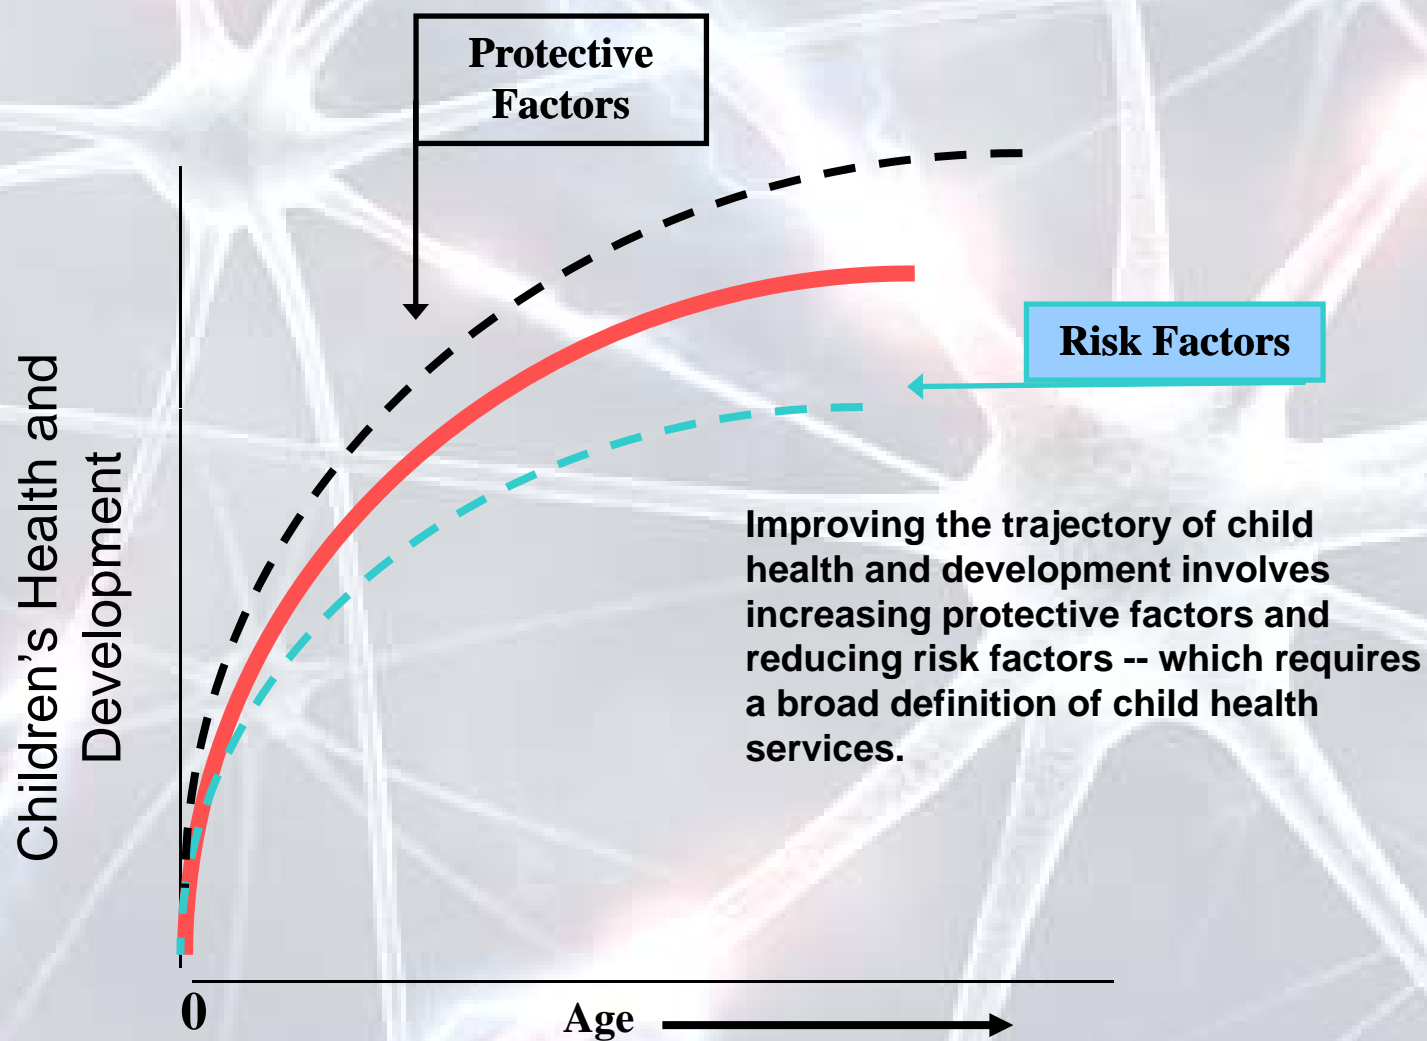 Protective
Factors
Risk Factors
Children’s Health and
Development
Improving the trajectory of child
health and development involves
increasing protective factors and
reducing risk factors -- which requires
a broad definition of child health
services.
0
Age